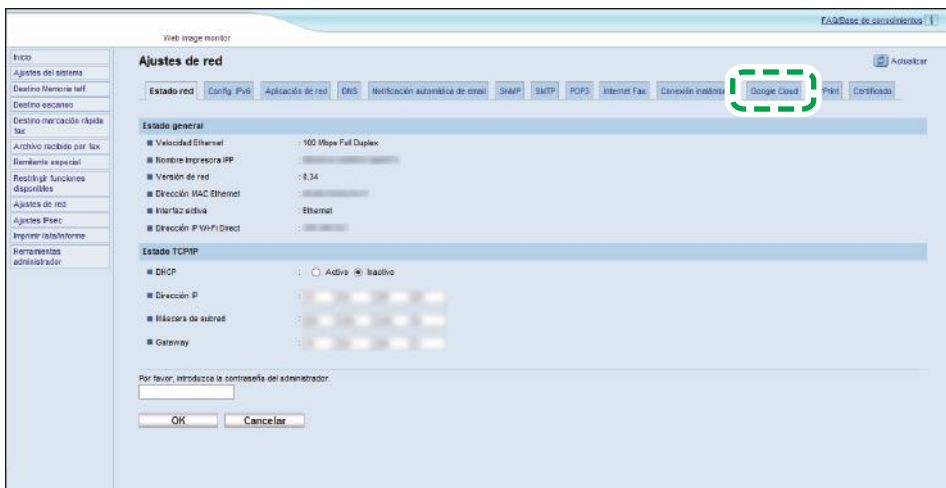 FAQ/Base de conocimientos
Web image monitor
Inicio
Ajustes del sistema
Destino Memoria telf.
Destino escaneo
Destino marcación rápida
fax
Archivo recibido por fax
Remitente especial
Restringir funciones
disponibles
Ajustes de red
Ajustes IPsec
Imprimir lista/informe
Herramientas
administrador
Ajustes de red
Actualizar
Estado red Config. IPv6 Aplicación de red DNS Notificación automática de email SNMP SMTP POP3 Internet Fax Conexión Google Cloud Print Certificado
Estado general
Velocidad Ethernet : 100 Mbps Full Duplex
Nombre impresora IPP :
Versión de red : 0.34
Dirección MAC Ethernet :
Interfaz activa : Ethernet
Dirección IP Wi-Fi Direct :
Estado TCP/IP
DHCP : Activo Inactivo
Dirección IP :
Máscara de subred :
Gateway :
Por favor, introduzca la contraseña del administrador.
OK Cancelar